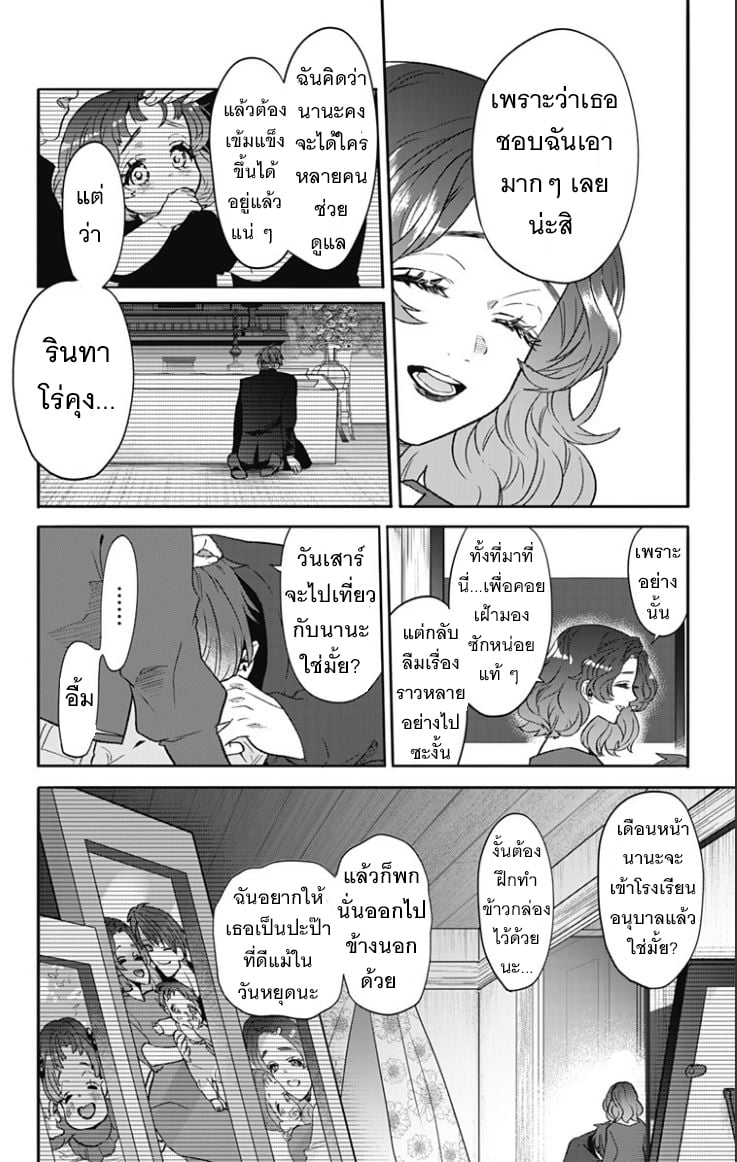 เพราะว่าเธอ
ชอบฉันเอา
มากๆ เลย
น่ะสิ
ฉันคิดว่า
นานะคง
จะได้ใคร
หลายคน
ช่วย
ดูแล
แล้วต้อง
เข้มแข็ง
ขึ้นได้
อยู่แล้ว
แน่ ๆ
แต่
ว่า
รินทา
โร่คุง...
เพราะ
อย่าง
นั้น
ทั้งที่มาที่
นี่...เพื่อคอย
เฝ้ามอง
ซักหน่อย
แท้ ๆ
แต่กลับ
ลืมเรื่อง
ราวหลาย
อย่างไป
ซะงั้น
วันเสาร์
จะไปเที่ยว
กับนานะ
ใช่มั้ย?
........
อื้ม
เดือนหน้า
นานะจะ
เข้าโรงเรียน
อนุบาลแล้ว
ใช่มั้ย?
งั้นต้อง
ฝึกทำ
ข้าวกล่อง
ไว้ด้วย
นะ...
แล้วก็พก
นั่นออกไป
ข้างนอก
ด้วย
ฉันอยากให้
เธอเป็นปะป๊า
ที่ดีแม้ใน
วันหยุดนะ